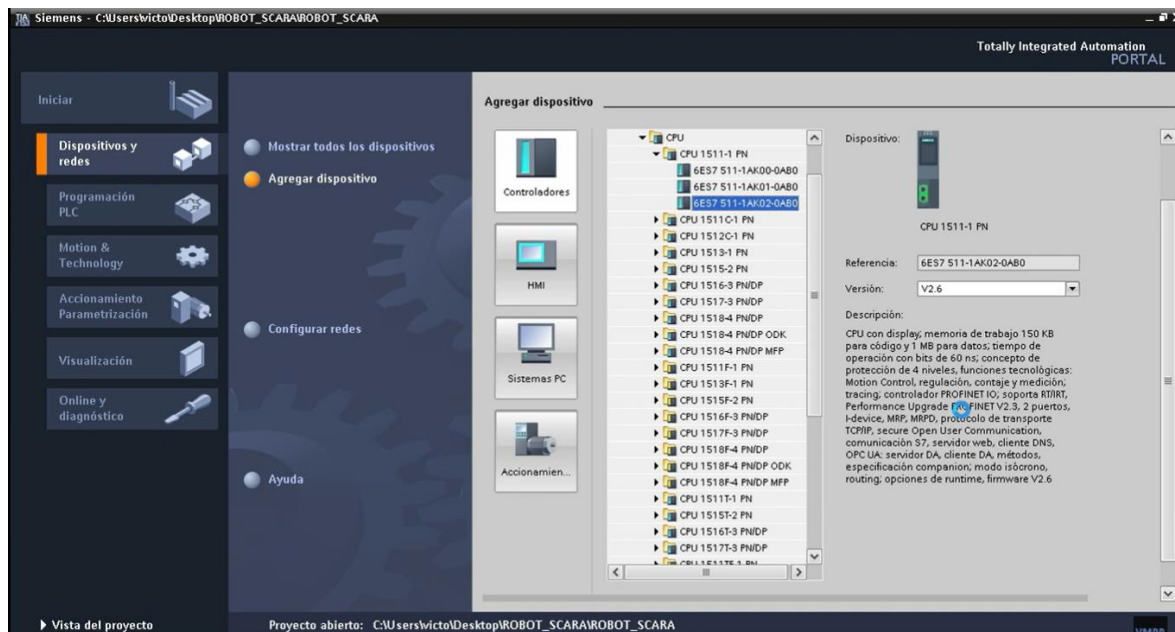 Siemens - C:\Users\victo\Desktop\ROBOT_SCARA\ROBOT_SCARA
Totally Integrated Automation
PORTAL
Iniciar
Dispositivos y
redes
Programación
PLC
Motion &
Technology
Accionamiento
Parametrización
Visualización
Online y
diagnóstico
Mostrar todos los dispositivos
Agregar dispositivo
Configurar redes
Ayuda
Agregar dispositivo
Controladores
HMI
Sistemas PC
Accionamien...
CPU
CPU 1511-1 PN
6ES7 511-1AK00-0AB0
6ES7 511-1AK01-0AB0
6ES7 511-1AK02-0AB0
CPU 1511C-1 PN
CPU 1512C-1 PN
CPU 1513-1 PN
CPU 1515-2 PN
CPU 1516-3 PN/DP
CPU 1517-3 PN/DP
CPU 1518-4 PN/DP
CPU 1518-4 PN/DP ODK
CPU 1518-4 PN/DP MFP
CPU 1511F-1 PN
CPU 1513F-1 PN
CPU 1515F-2 PN
CPU 1516F-3 PN/DP
CPU 1517F-3 PN/DP
CPU 1518F-4 PN/DP
CPU 1518F-4 PN/DP ODK
CPU 1518F-4 PN/DP MFP
CPU 1511T-1 PN
CPU 1515T-2 PN
CPU 1516T-3 PN/DP
CPU 1517T-3 PN/DP
CPU 1511TF-1 PN
Dispositivo:
CPU 1511-1 PN
Referencia: 6ES7 511-1AK02-0AB0
Versión: V2.6
Descripción:
CPU con display; memoria de trabajo 150 KB
para código y 1 MB para datos; tiempo de
operación con bits de 60 ns; concepto de
protección de 4 niveles, funciones tecnológicas:
Motion Control, regulación, contaje y medición;
tracing; controlador PROFINET IO; soporta RT/IRT,
Performance Upgrade PROFINET V2.3, 2 puertos,
I-device, MRP, MRPD, protocolo de transporte
TCP/IP, secure Open User Communication,
comunicación S7, servidor web, cliente DNS,
OPC UA: servidor DA, cliente DA, métodos,
especificación companion; modo isócrono,
routing; opciones de runtime, firmware V2.6
Vista del proyecto
Proyecto abierto: C:\Users\victo\Desktop\ROBOT_SCARA\ROBOT_SCARA